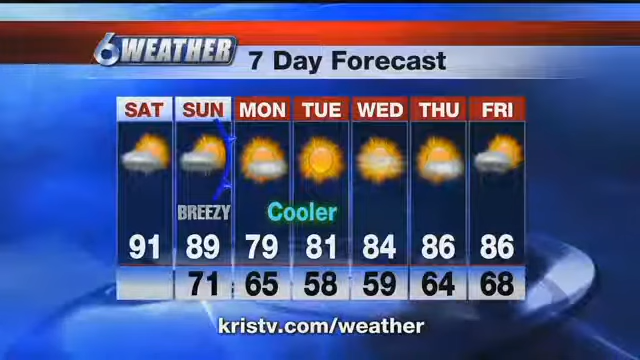 6WEATHER
7 Day Forecast
SAT SUN MON TUE WED THU FRI
BREEZY Cooler
91 89 79 81 84 86 86
71 65 58 59 64 68
kristv.com/weather